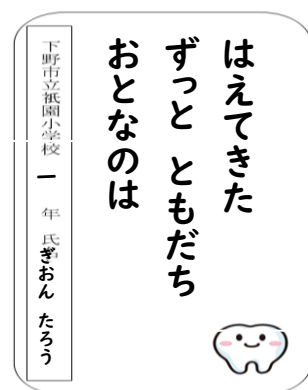 はえてきた
ずっと ともだち
おとなのは
下野市立祇園小学校 一 年 氏名 ぎおん たろう